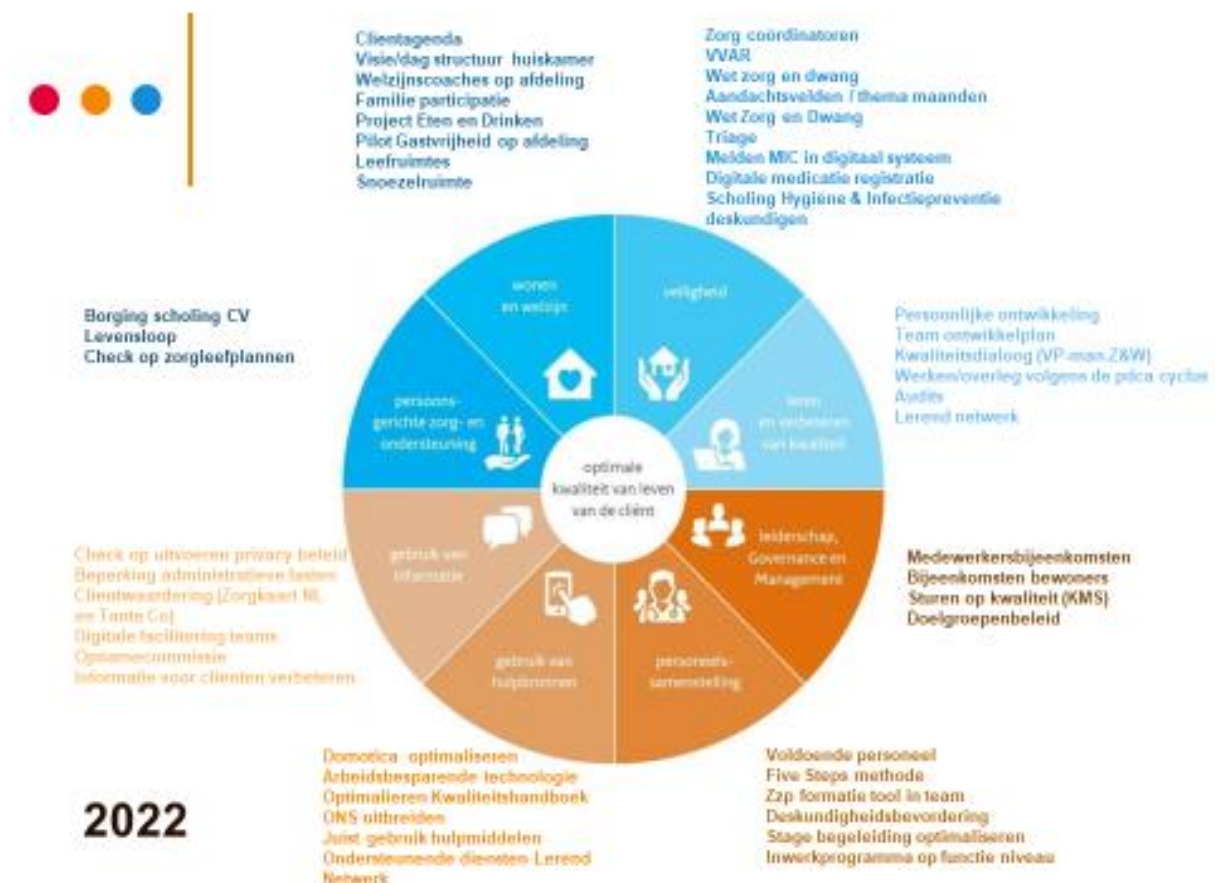 Clientagenda
Visie/dag structuur huiskamer
Welzijnscoaches op afdeling
Familie participatie
Project Eten en Drinken
Pilot Gastvrijheid op afdeling
Leefruimtes
Snoezelruimte
Zorg coördinatoren
VVAR
Wet zorg en dwang
Aandachtsvelden / thema maanden
Wet Zorg en Dwang
Triage
Melden MIC in digitaal systeem
Digitale medicatie registratie
Scholing Hygiene & Infectiepreventie
deskundigen
wonen
en welzijn
veiligheid
Borging scholing CV
Levensloop
Check op zorgleefplannen
persoons-
gerichte zorg- en
ondersteuning
leren
en verbeteren
van kwaliteit
Persoonlijke ontwikkeling
Team ontwikkelplan
Kwaliteitsdialoog (VP-man.Z&W)
Werken/overleg volgens de pdca cyclus
Audits
Lerend netwerk
optimale
kwaliteit van leven
van de cliënt
Check op uitvoeren privacy beleid
Beperking administratieve lasten
Clientwaardering (Zorgkaart NL
en Tante Co)
Digitale facilitering teams
Opnamecommissie
Informatie voor clienten verbeteren
gebruik van
informatie
leiderschap,
Governance en
Management
Medewerkersbijeenkomsten
Bijeenkomsten bewoners
Sturen op kwaliteit (KMS)
Doelgroepenbeleid
gebruik van
hulpbronnen
personeels-
samenstelling
Domotica optimaliseren
Arbeidsbesparende technologie
Optimalieren Kwaliteitshandboek
ONS uitbreiden
Juist gebruik hulpmiddelen
Ondersteunende diensten Lerend
Netwerk
Voldoende personeel
Five Steps methode
Zzp formatie tool in team
Deskundigheidsbevordering
Stage begeleiding optimaliseren
Inwerkprogramma op functie niveau
2022